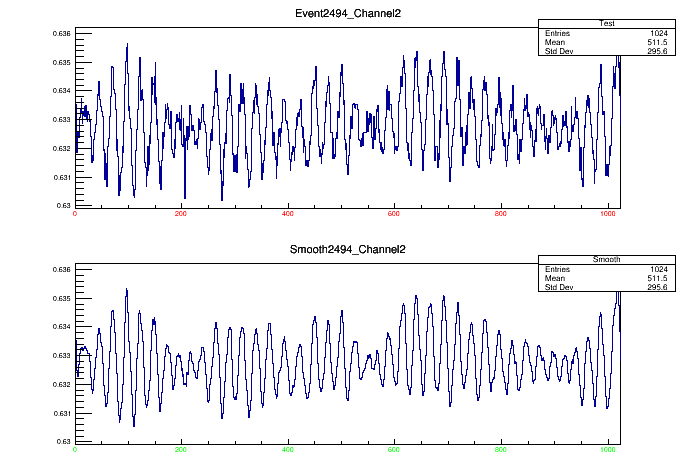 Event2494_Channel2
Test
Entries 1024
Mean 511.5
Std Dev 295.6
0.636
0.635
0.634
0.633
0.632
0.631
0.63
0 200 400 600 800 1000
Smooth2494_Channel2
Smooth
Entries 1024
Mean 511.5
Std Dev 295.6
0.636
0.635
0.634
0.633
0.632
0.631
0.63
0 200 400 600 800 1000